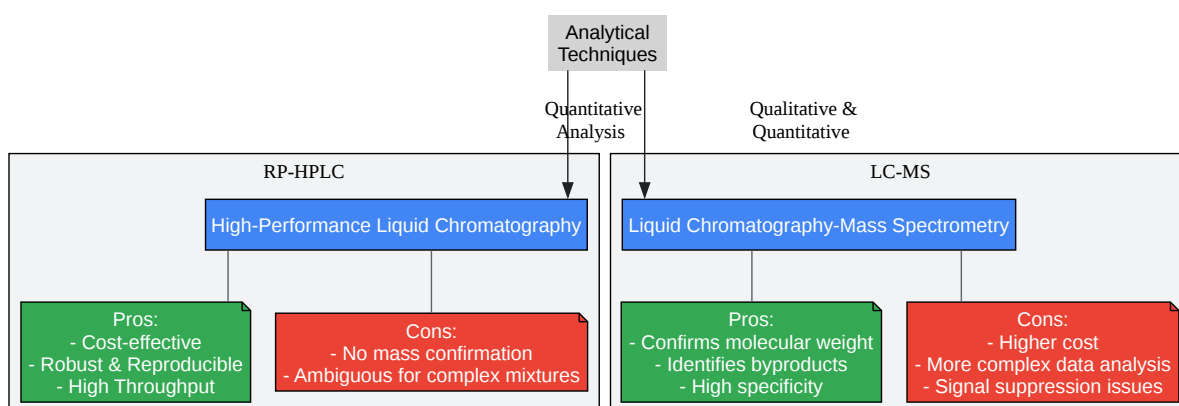 Analytical
Techniques
Quantitative
Analysis
Qualitative &
Quantitative
RP-HPLC
High-Performance Liquid Chromatography
Pros:
- Cost-effective
- Robust & Reproducible
- High Throughput
Cons:
- No mass confirmation
- Ambiguous for complex mixtures
LC-MS
Liquid Chromatography-Mass Spectrometry
Pros:
- Confirms molecular weight
- Identifies byproducts
- High specificity
Cons:
- Higher cost
- More complex data analysis
- Signal suppression issues